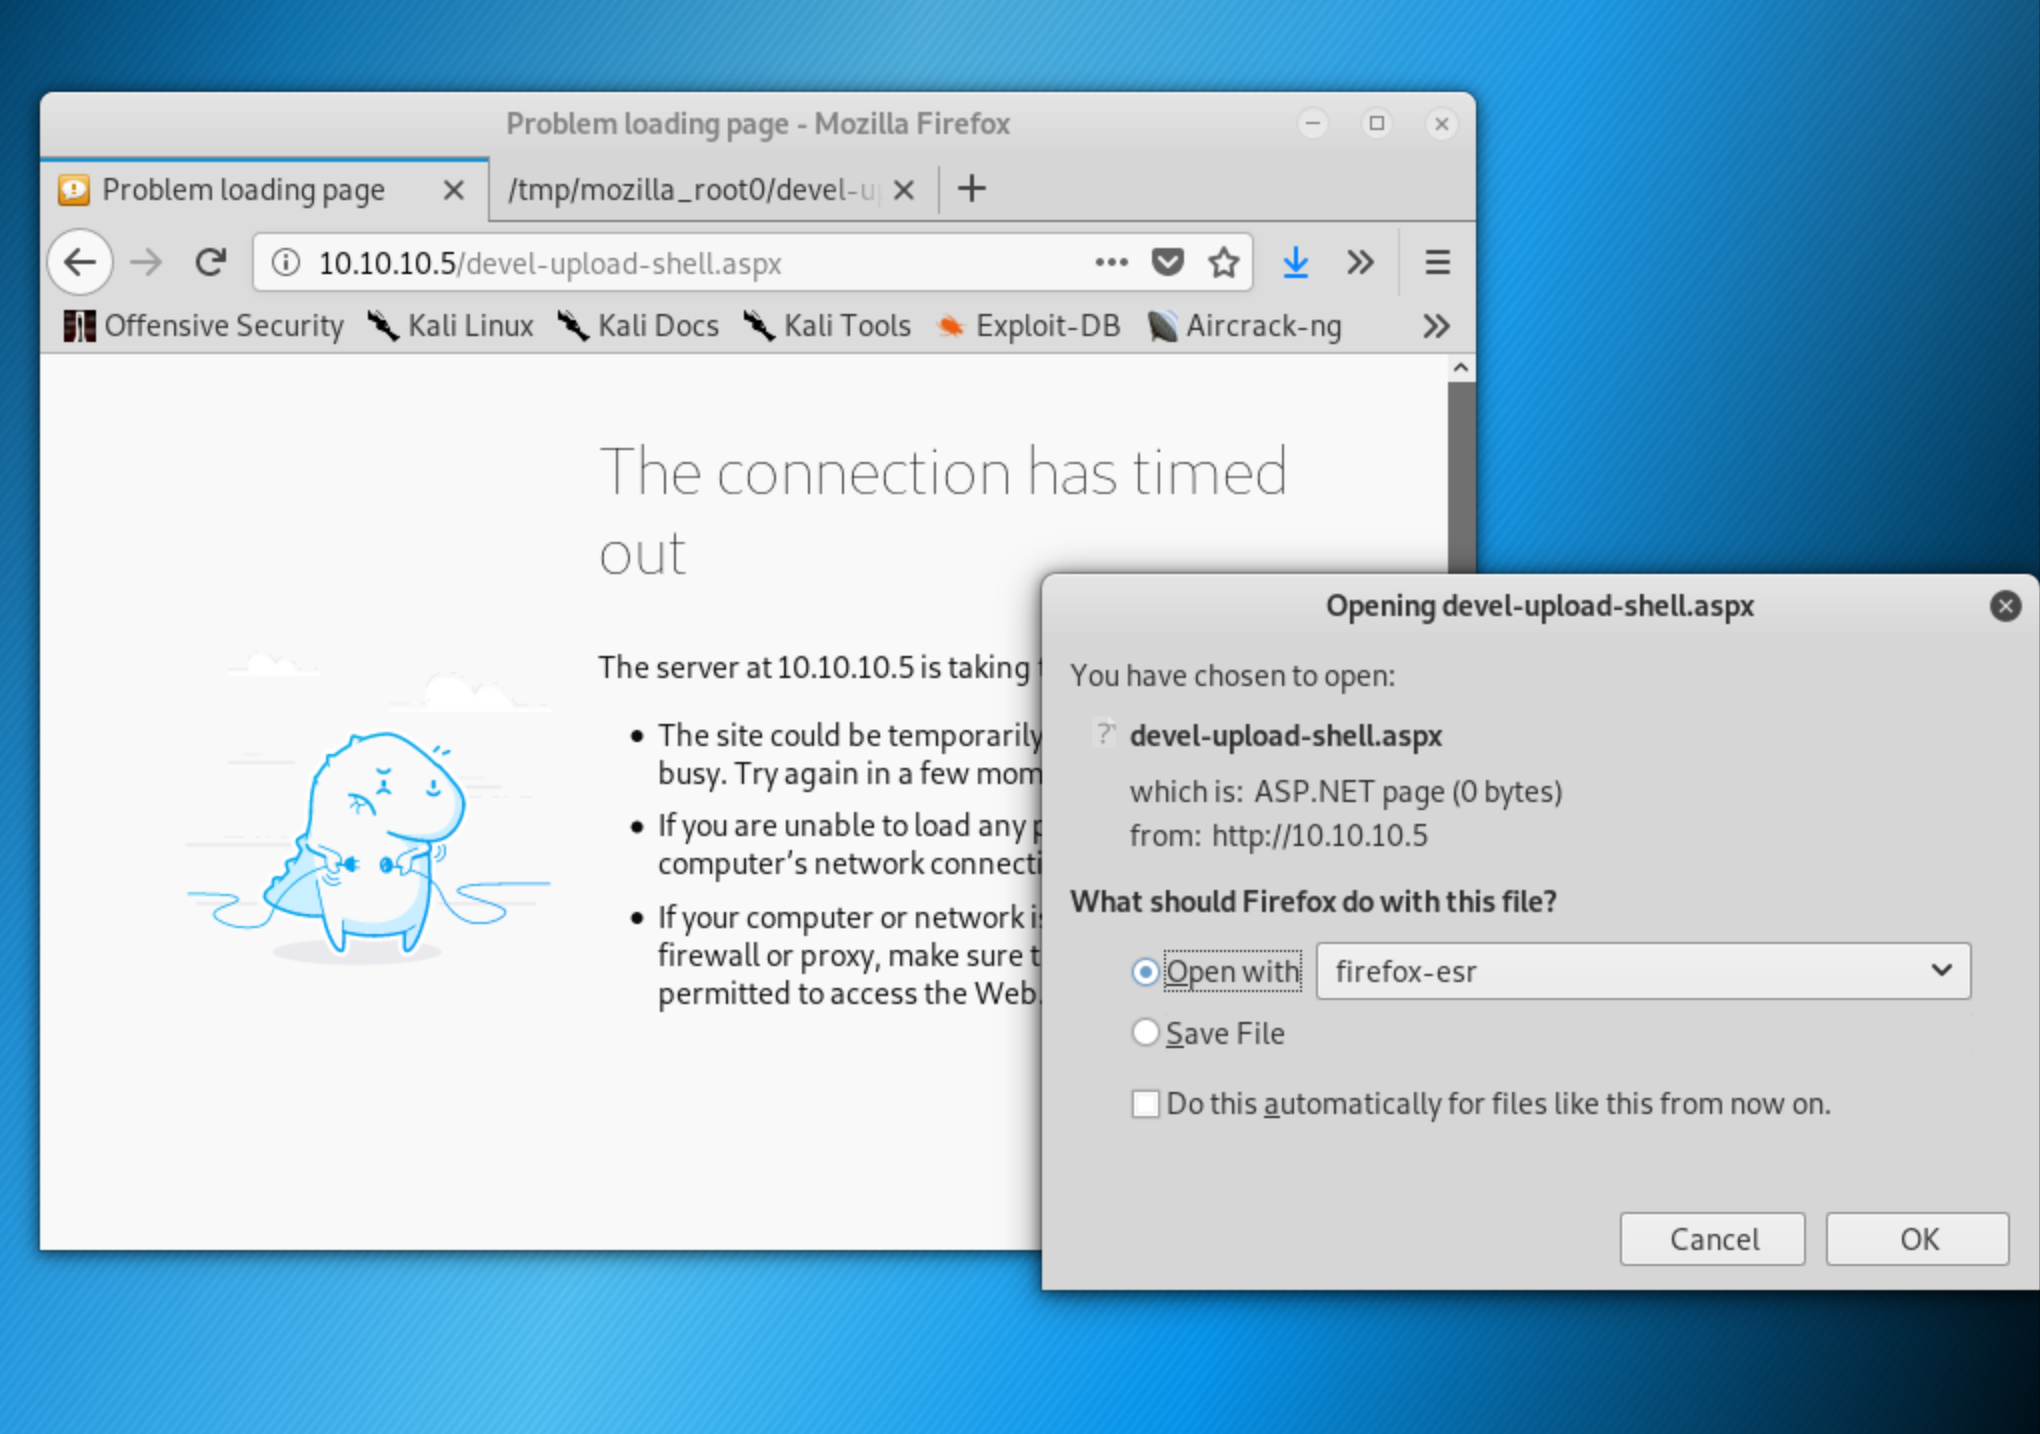 Problem loading page - Mozilla Firefox
Problem loading page
/tmp/mozilla_root0/devel-u
10.10.10.5/devel-upload-shell.aspx
Offensive Security Kali Linux Kali Docs Kali Tools Exploit-DB Aircrack-ng
The connection has timed
out
The server at 10.10.10.5 is taking
The site could be temporarily
busy. Try again in a few mom
If you are unable to load any
computer’s network connecti
If your computer or network
firewall or proxy, make sure
permitted to access the Web.
Opening devel-upload-shell.aspx
You have chosen to open:
devel-upload-shell.aspx
which is: ASP.NET page (0 bytes)
from: http://10.10.10.5
What should Firefox do with this file?
Open with firefox-esr
Save File
Do this automatically for files like this from now on.
Cancel OK